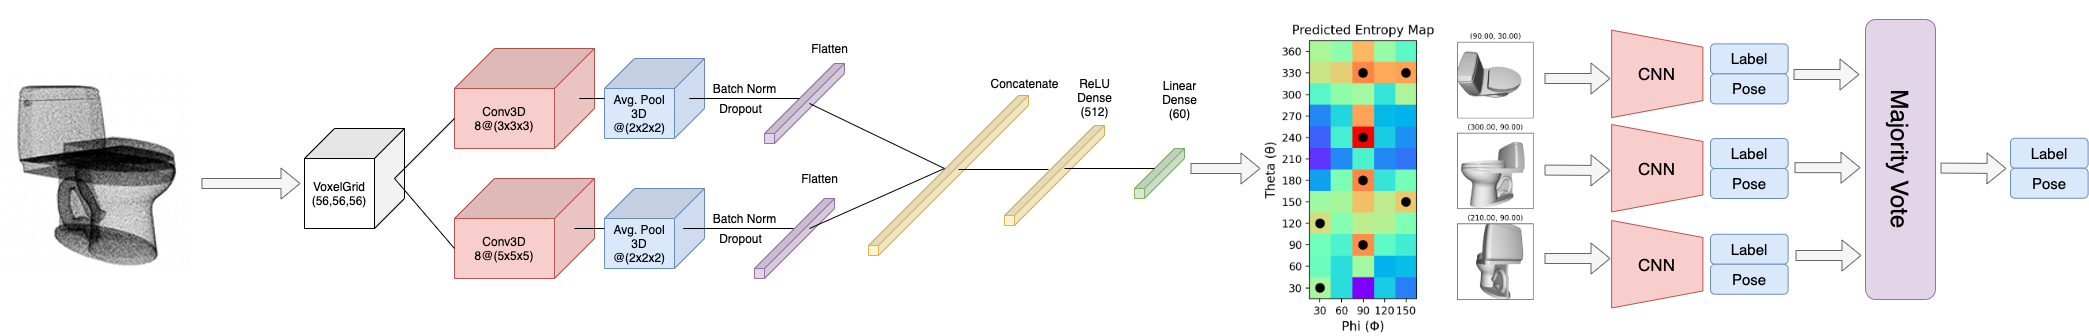 VoxelGrid
(56,56,56)
Conv3D
8@(3x3x3)
Avg. Pool
3D
@(2x2x2)
Batch Norm
Dropout
Flatten
Conv3D
8@(5x5x5)
Avg. Pool
3D
@(2x2x2)
Batch Norm
Dropout
Flatten
Concatenate
ReLU
Dense
(512)
Linear
Dense
(60)
Predicted Entropy Map
Theta (θ)
360
330
300
270
240
210
180
150
120
90
60
30
30 60 90 120 150
Phi (Φ)
(90.00, 30.00)
(300.00, 90.00)
(210.00, 90.00)
CNN
Label
Pose
CNN
Label
Pose
CNN
Label
Pose
Majority Vote
Label
Pose